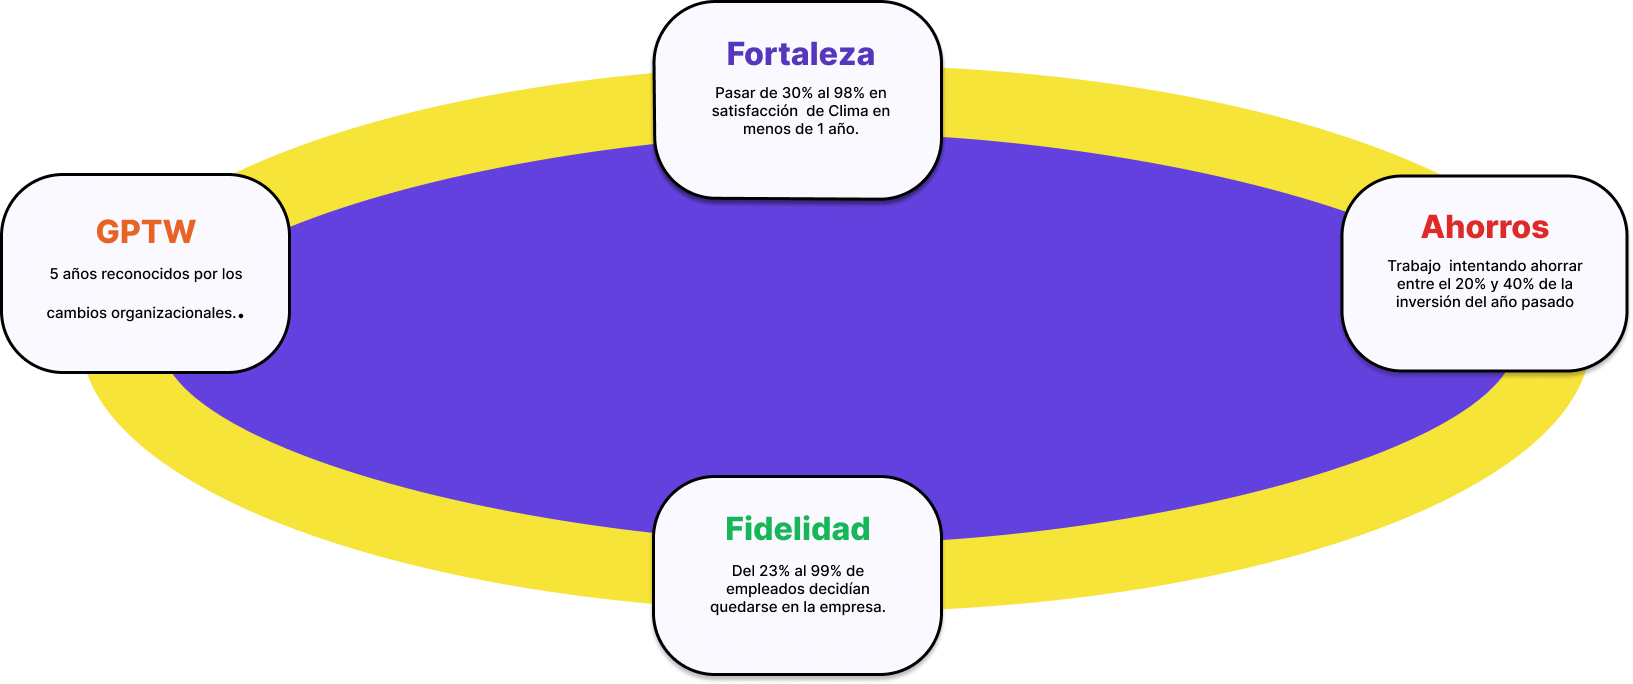 Fortaleza
Pasar de 30% al 98% en
satisfacción  de Clima en
menos de 1 año.
GPTW
5 años reconocidos por los
cambios organizacionales..
Ahorros
Trabajo  intentando ahorrar
entre el 20% y 40% de la
inversión del año pasado
Fidelidad
Del 23% al 99% de
empleados decidían
quedarse en la empresa.